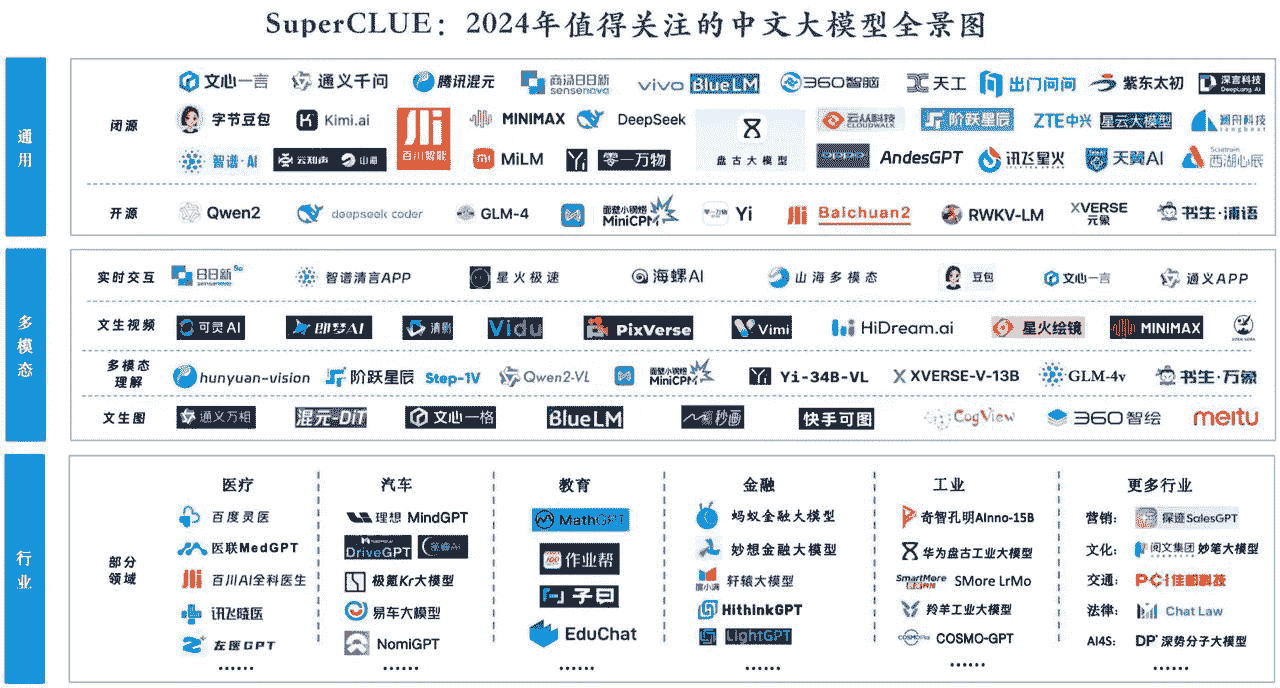 SuperCLUE：2024年值得关注的中文大模型全景图
通用
闭源
文心一言 通义千问 腾讯混元 商汤日日新 sensenova vivo BlueLM 360智脑 天工 出门问问 紫东太初 深言科技 DeepLang AI
字节豆包 Kimi.ai 百川智能 MINIMAX DeepSeek 盘古大模型 云从科技 CLOUDWALK 阶跃星辰 ZTE中兴 星云大模型 澜舟科技 langboat
智谱·AI 云知声 山海 MiLM 零一万物 OPPO AndesGPT 讯飞星火 天翼AI 西湖心辰
开源
Qwen2 deepseek coder GLM-4 面壁小钢炮 MiniCPM 零一万物 Yi Baichuan2 RWKV-LM XVERSE 元象 书生·浦语
多模态
实时交互 日日新 5o sensenova 智谱清言APP 星火极速 海螺AI 山海多模态 豆包 文心一言 通义APP
文生视频 可灵AI 即梦AI 清影 Vidu PixVerse Vimi HiDream.ai 星火绘镜 MINIMAX
多模态理解 hunyuan-vision 阶跃星辰 Step-1V Qwen2-VL 面壁小钢炮 MiniCPM Yi-34B-VL XVERSE-V-13B GLM-4v 书生·万象
文生图 通义万相 混元-DiT 文心一格 BlueLM 秒画 快手可图 CogView 360智绘 meitu
行业
部分领域
医疗
百度灵医
医联MedGPT
百川AI全科医生
讯飞晓医
左医GPT
......
汽车
理想 MindGPT
DriveGPT
极氪Kr大模型
易车大模型
NomiGPT
......
教育
MathGPT
作业帮
子曰
EduChat
......
金融
蚂蚁金融大模型
妙想金融大模型
度小满 轩辕大模型
HithinkGPT
LightGPT
......
工业
奇智孔明AInno-15B
华为盘古工业大模型
SmartMore SMore LrMo
羚羊工业大模型
COSMO-GPT
......
更多行业
营销： 探迹SalesGPT
文化： 阅文集团 妙笔大模型
交通： PCI佳都科技
法律： Chat Law
AI4S: DP 深势分子大模型
......